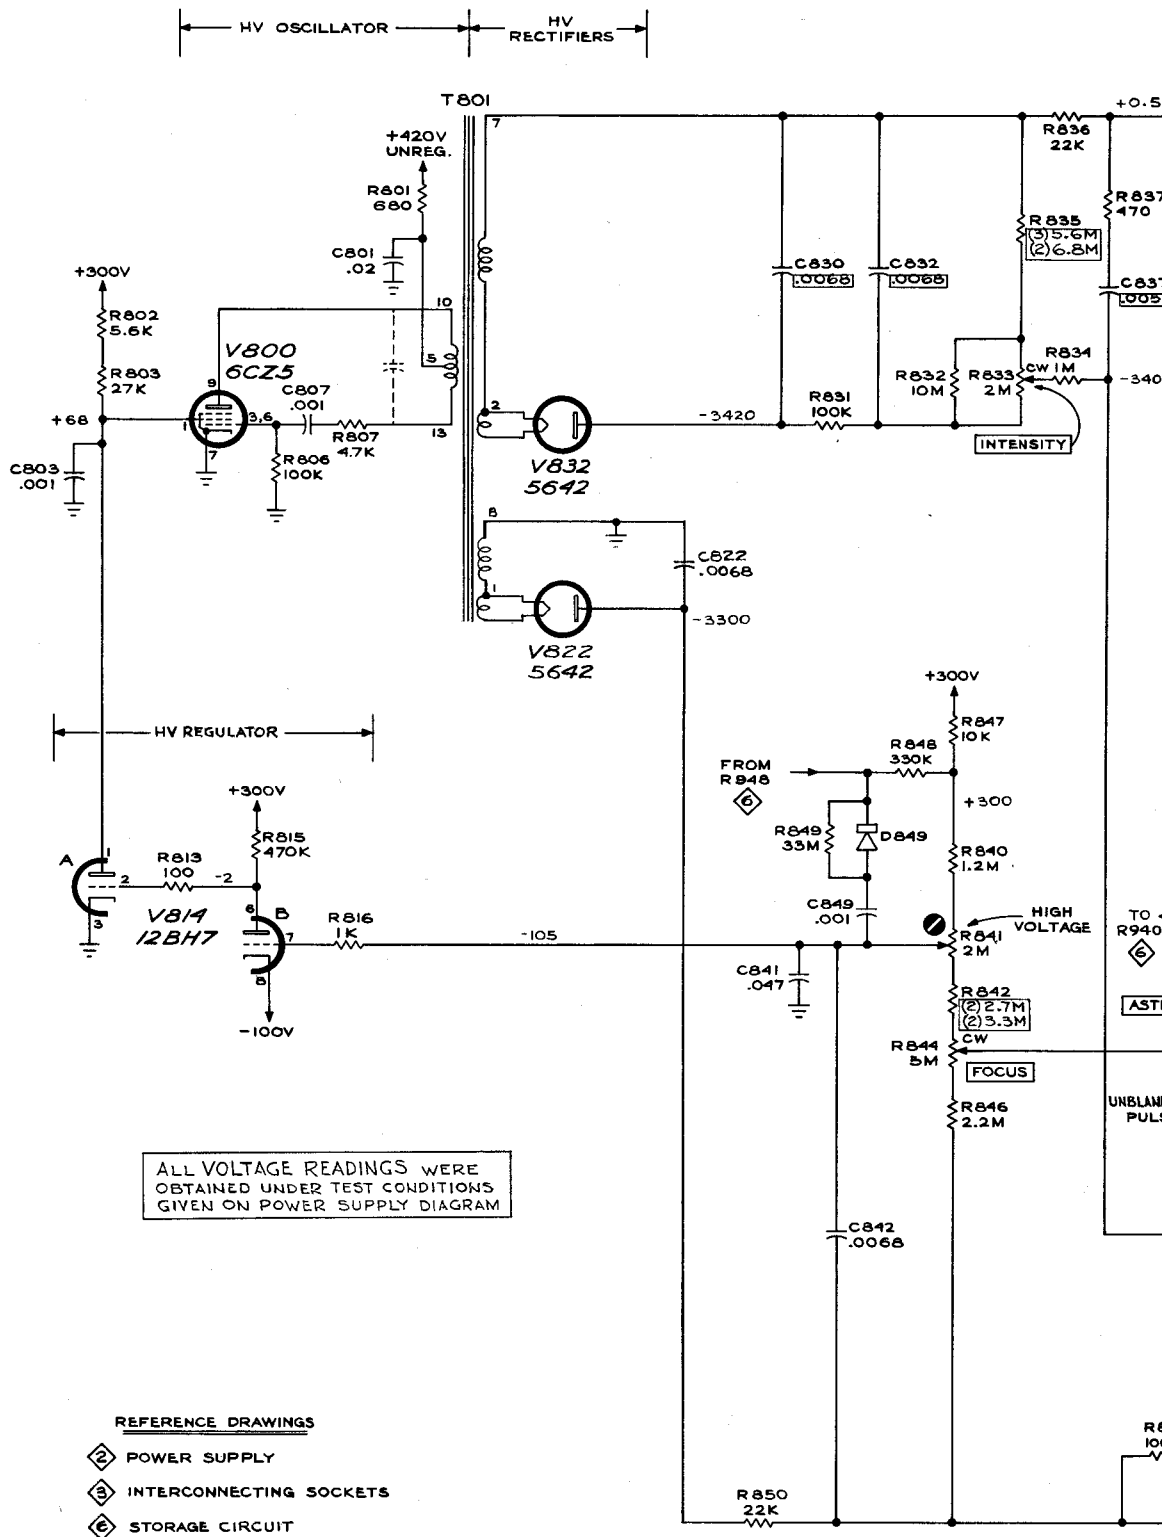 HV OSCILLATOR
HV
RECTIFIERS
T801
7
+0.5
+420V
UNREG.
R836
22K
R801
680
R837
470
R835
(3)5.6M
(2)6.8M
C801
.02
C830
.0068
C832
.0068
+300V
C837
.005
10
R802
5.6K
V800
6CZ5
5
R834
1M
CW
R803
27K
9
C807
.001
R832
10M
R833
2M
-340
R831
100K
2
-3420
+68
1
3,6
13
R807
4.7K
INTENSITY
7
R806
100K
V832
5642
C803
.001
8
C822
.0068
1
-3300
V822
5642
+300V
R847
10K
HV REGULATOR
R848
330K
FROM
R948
6
+300V
+300
R815
470K
R849
33M
D849
R840
1.2M
A
1
R813
100
-2
2
C849
.001
6
B
HIGH
VOLTAGE
TO
R940
6
3
V814
12BH7
R816
1K
7
-105
R841
2M
C841
.047
8
R842
(2)2.7M
(2)3.3M
AST
-100V
CW
R844
5M
FOCUS
R846
2.2M
UNBLAN
PULS
ALL VOLTAGE READINGS WERE
OBTAINED UNDER TEST CONDITIONS
GIVEN ON POWER SUPPLY DIAGRAM
C842
.0068
REFERENCE DRAWINGS
2 POWER SUPPLY
3 INTERCONNECTING SOCKETS
6 STORAGE CIRCUIT
R850
22K
R8
100